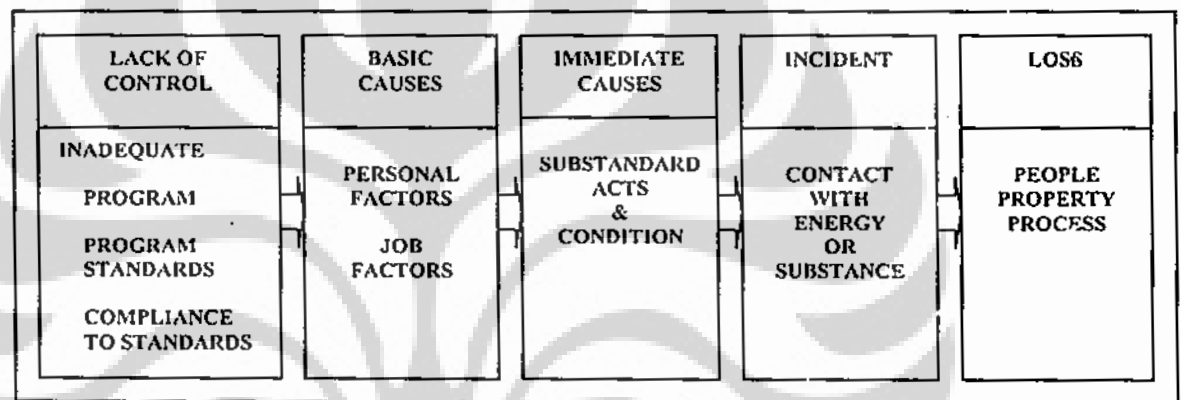 LACK OF
CONTROL
INADEQUATE
PROGRAM
PROGRAM
STANDARDS
COMPLIANCE
TO STANDARDS
BASIC
CAUSES
PERSONAL
FACTORS
JOB
FACTORS
IMMEDIATE
CAUSES
SUBSTANDARD
ACTS
&
CONDITION
INCIDENT
CONTACT
WITH
ENERGY
OR
SUBSTANCE
LOSS
PEOPLE
PROPERTY
PROCESS